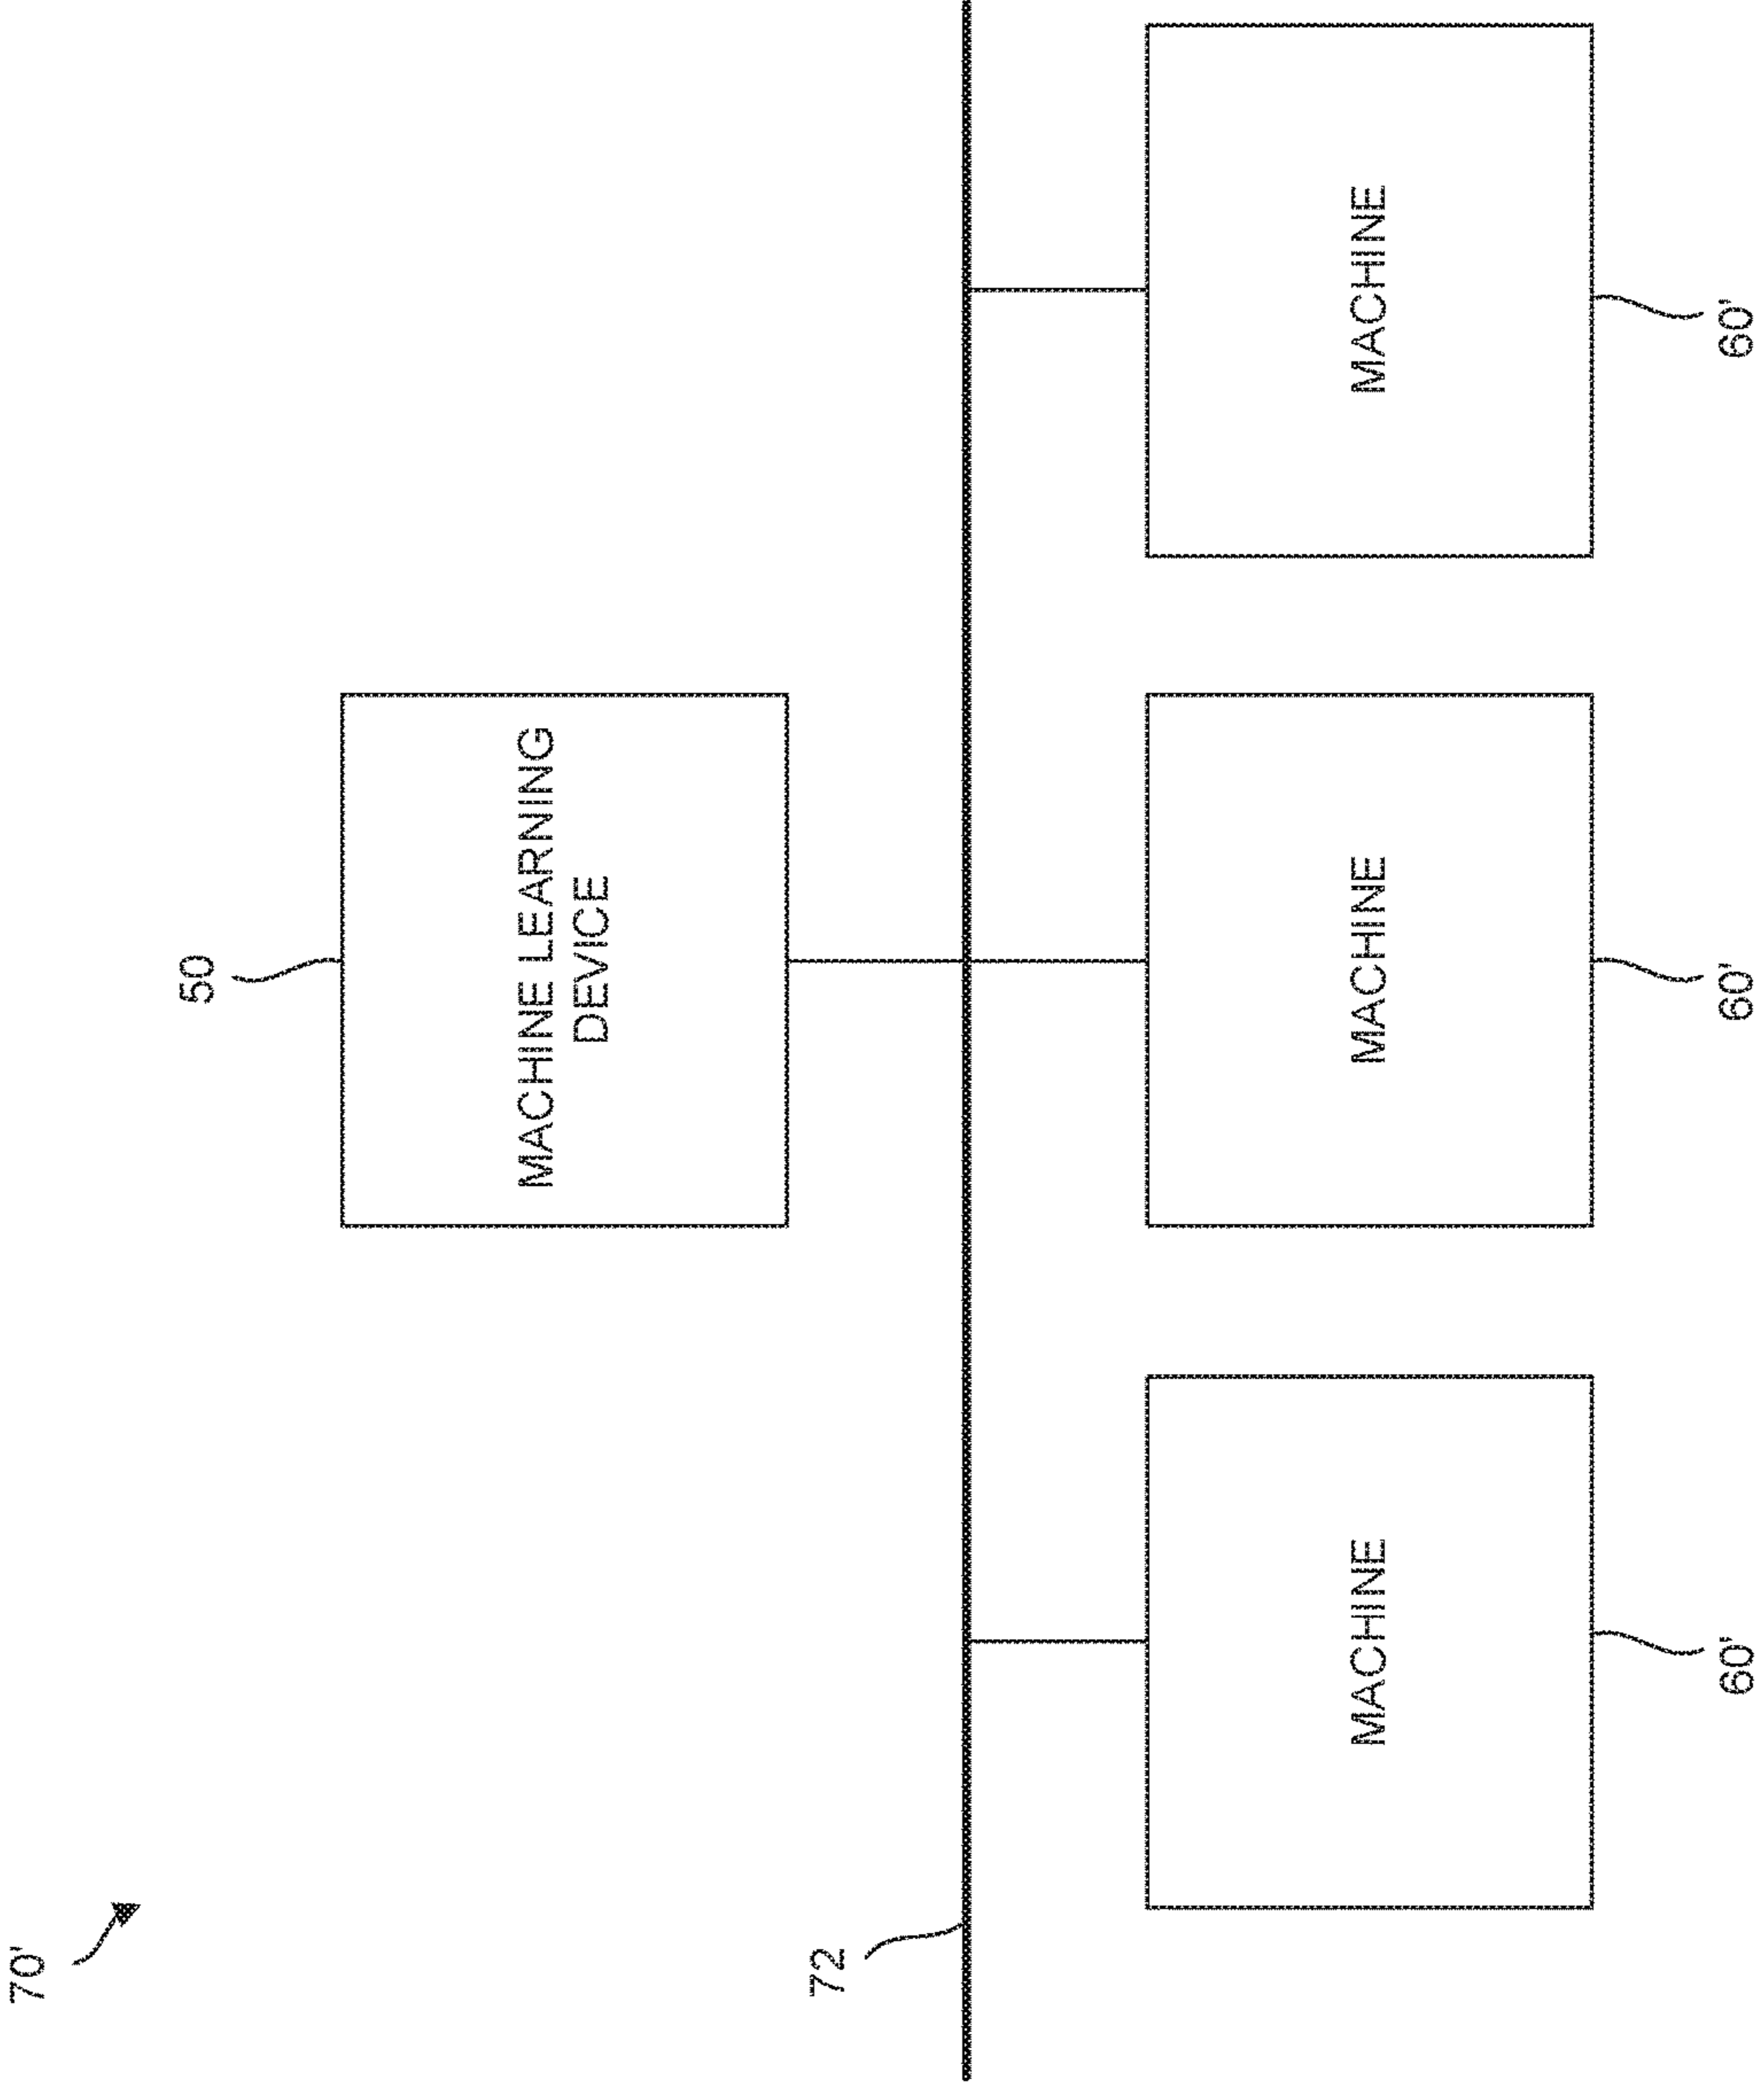 70'
50
MACHINE LEARNING
DEVICE
72
MACHINE
MACHINE
MACHINE
60'
60'
60'